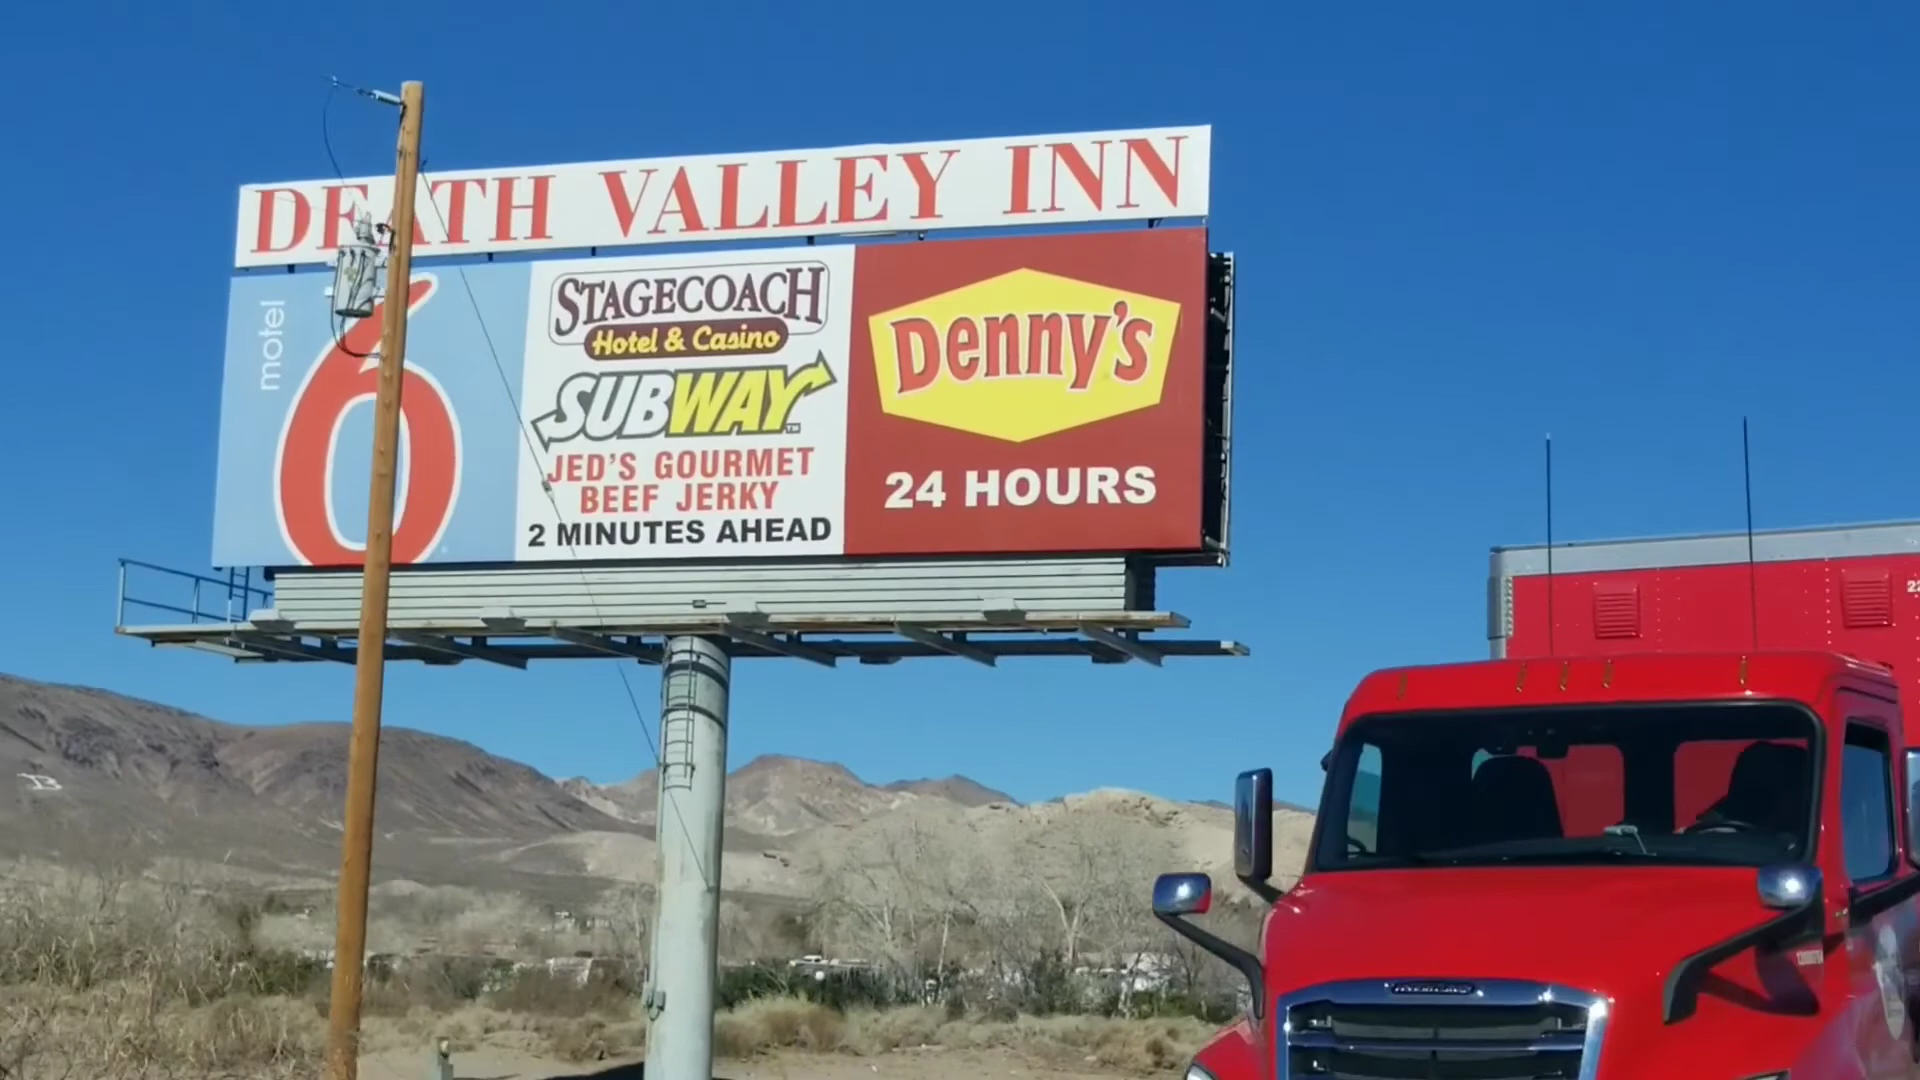 DEATH VALLEY INN
motel
6
STAGECOACH
Hotel & Casino
SUBWAY
JED'S GOURMET
BEEF JERKY
2 MINUTES AHEAD
Denny's
24 HOURS
B